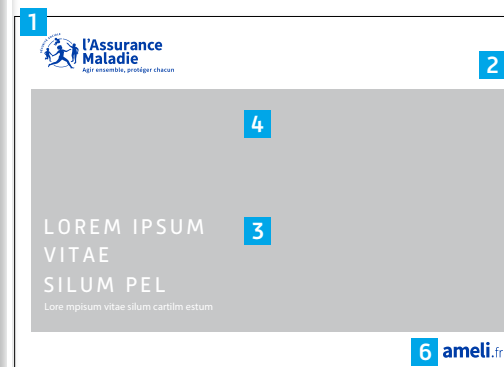 1
l'Assurance
Maladie
Agir ensemble, protéger chacun
2
4
LOREM IPSUM
3
VITAE
SILUM PEL
Lore mpisum vitae silum cartilm estum
6 ameli.fr